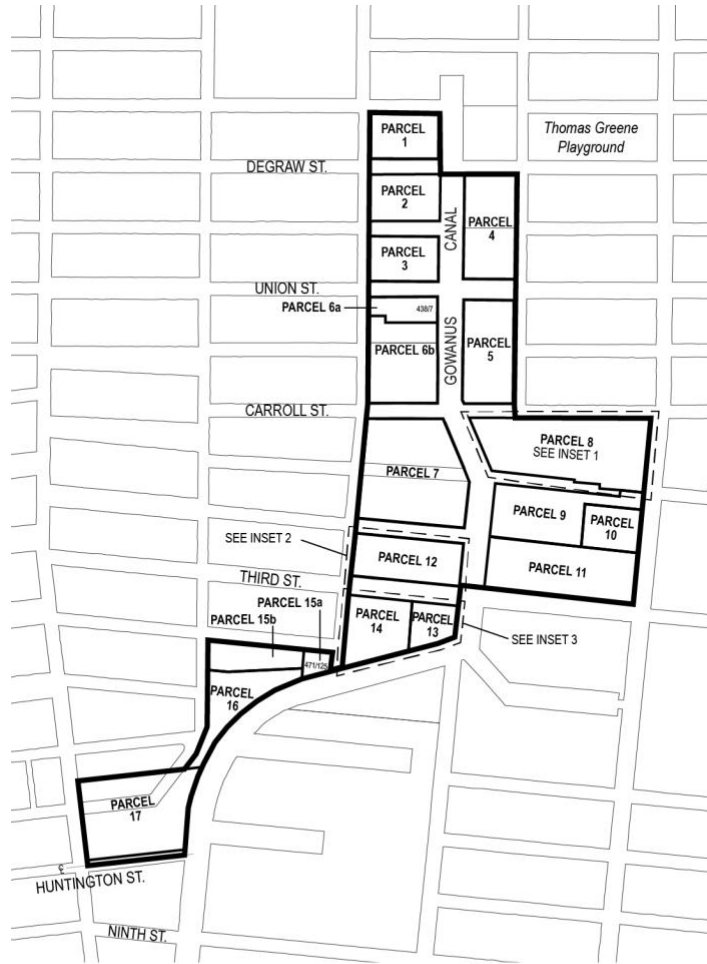 PARCEL
1
Thomas Greene
Playground
DEGRAW ST.
PARCEL
2
CANAL
PARCEL
4
PARCEL
3
UNION ST.
PARCEL 6a
438/7
GOWANUS
PARCEL
5
PARCEL 6b
CARROLL ST.
PARCEL 8
SEE INSET 1
PARCEL 7
PARCEL 9
PARCEL
10
SEE INSET 2
PARCEL 12
PARCEL 11
THIRD ST.
PARCEL 15a
PARCEL 15b
PARCEL
14
PARCEL
13
SEE INSET 3
471/125
PARCEL
16
PARCEL
17
HUNTINGTON ST.
NINTH ST.